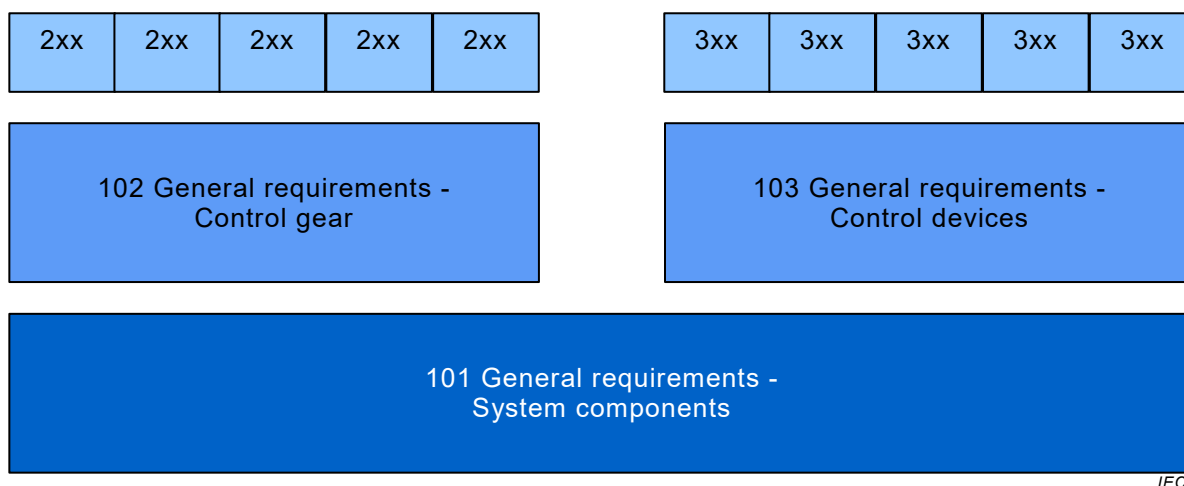 2xx 2xx 2xx 2xx 2xx 3xx 3xx 3xx 3xx 3xx
102 General requirements -
Control gear
103 General requirements -
Control devices
101 General requirements -
System components
IEC